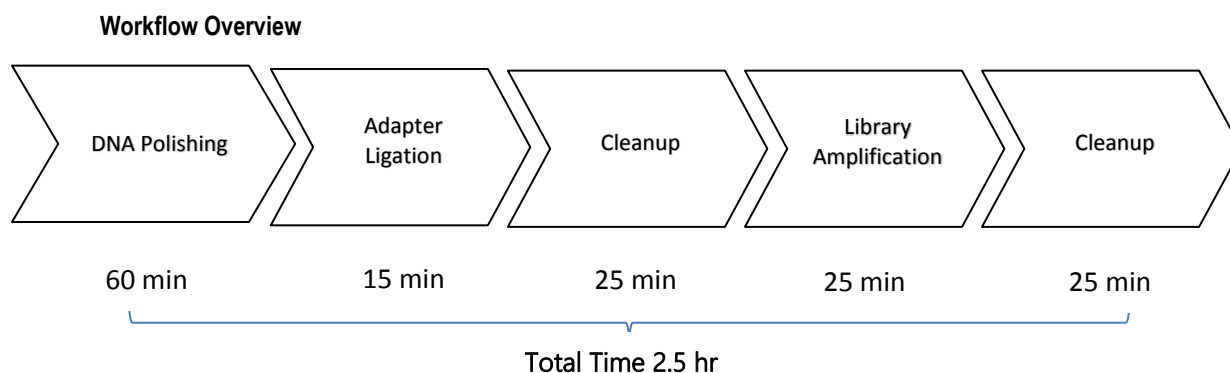 Workflow Overview
DNA Polishing
Adapter
Ligation
Cleanup
Library
Amplification
Cleanup
60 min
15 min
25 min
25 min
25 min
Total Time 2.5 hr